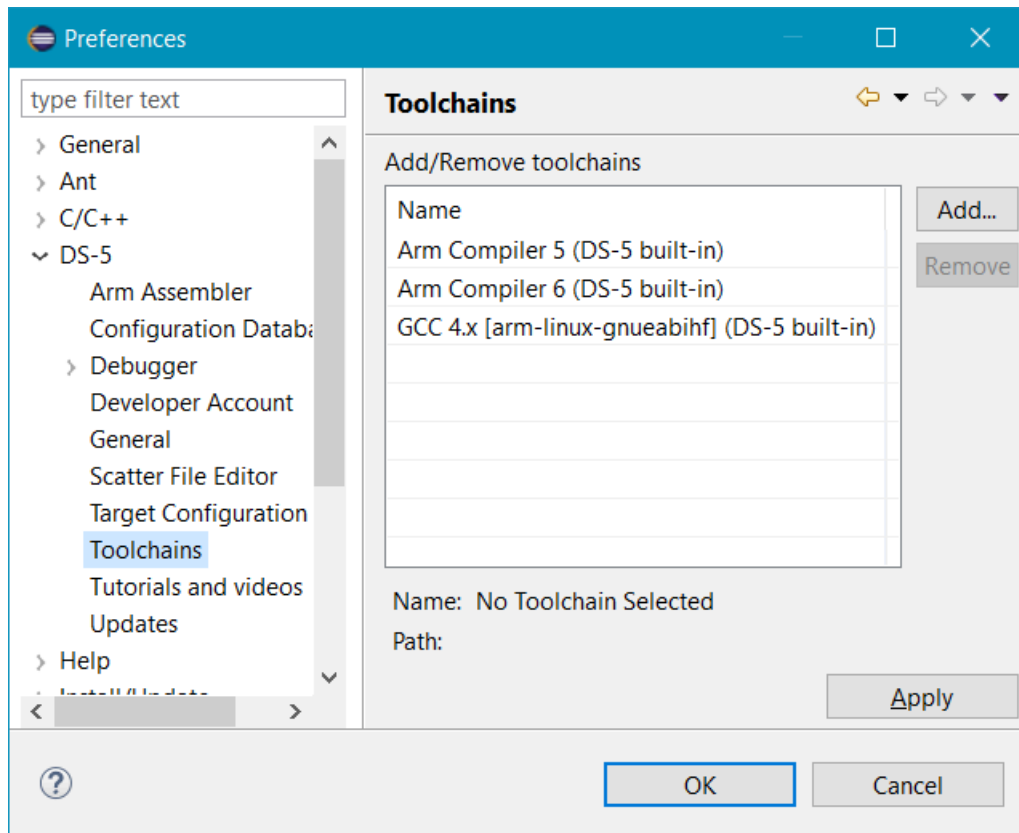 Preferences
type filter text
General
Ant
C/C++
DS-5
Arm Assembler
Configuration Databa
Debugger
Developer Account
General
Scatter File Editor
Target Configuration
Toolchains
Tutorials and videos
Updates
Help
Install/Update
Toolchains
Add/Remove toolchains
Name
Arm Compiler 5 (DS-5 built-in)
Arm Compiler 6 (DS-5 built-in)
GCC 4.x [arm-linux-gnueabihf] (DS-5 built-in)
Add...
Remove
Name: No Toolchain Selected
Path:
Apply
OK
Cancel